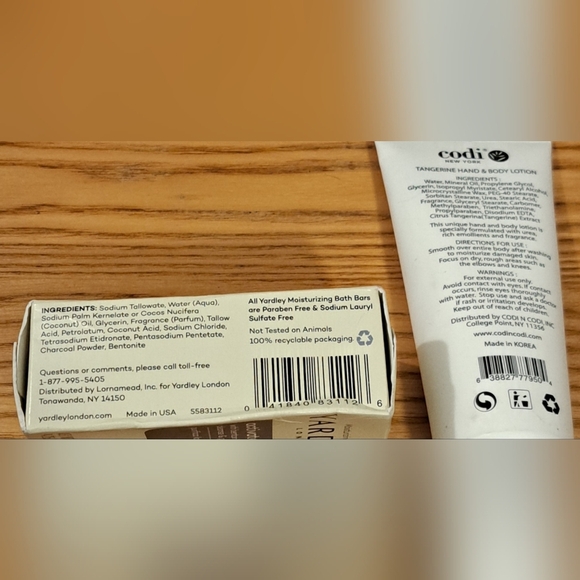 INGREDIENTS: Sodium Tallowate, Water (Aqua),
Sodium Palm Kernelate or Cocos Nucifera
(Coconut) Oil, Glycerin, Fragrance (Parfum), Tallow
Acid, Petrolatum, Coconut Acid, Sodium Chloride,
Tetrasodium Etidronate, Pentasodium Pentetate,
Charcoal Powder, Bentonite
Questions or comments, please call toll-free
1-877-995-5405
Distributed by Lornamead, Inc. for Yardley London
Tonawanda, NY 14150
yardleylondon.com Made in USA 5583112
All Yardley Moisturizing Bath Bars
are Paraben Free & Sodium Lauryl
Sulfate Free
Not Tested on Animals
100% recyclable packaging
0 41840 83112 6
codi
NEW YORK
TANGERINE HAND & BODY LOTION
INGREDIENTS :
Water, Mineral Oil, Propylene Glycol,
Glycerin, Isopropyl Myristate, Cetearyl Alcohol,
Microcrystalline Wax, PEG-40 Stearate,
Sorbitan Stearate, Urea, Stearic Acid,
Fragrance, Glyceryl Stearate, Carbomer,
Methylparaben, Triethanolamine,
Propylparaben, Disodium EDTA,
Citrus Tangerina(Tangerine) Extract
This unique hand and body lotion is
specially formulated with urea,
rich emollients and fragrance.
DIRECTIONS FOR USE :
Smooth over entire body after washing
to moisturize damaged skin.
Focus on dry, rough areas such as
the elbows and knees.
WARNINGS :
For external use only.
Avoid contact with eyes. If contact
occurs, rinse eyes thoroughly
with water. Stop use and ask a doctor
if rash or irritation develops.
Keep out of reach of children.
Distributed by CODI N CODI, INC.
College Point, NY 11356
www.codincodi.com
Made in KOREA
6 38827 77950 4